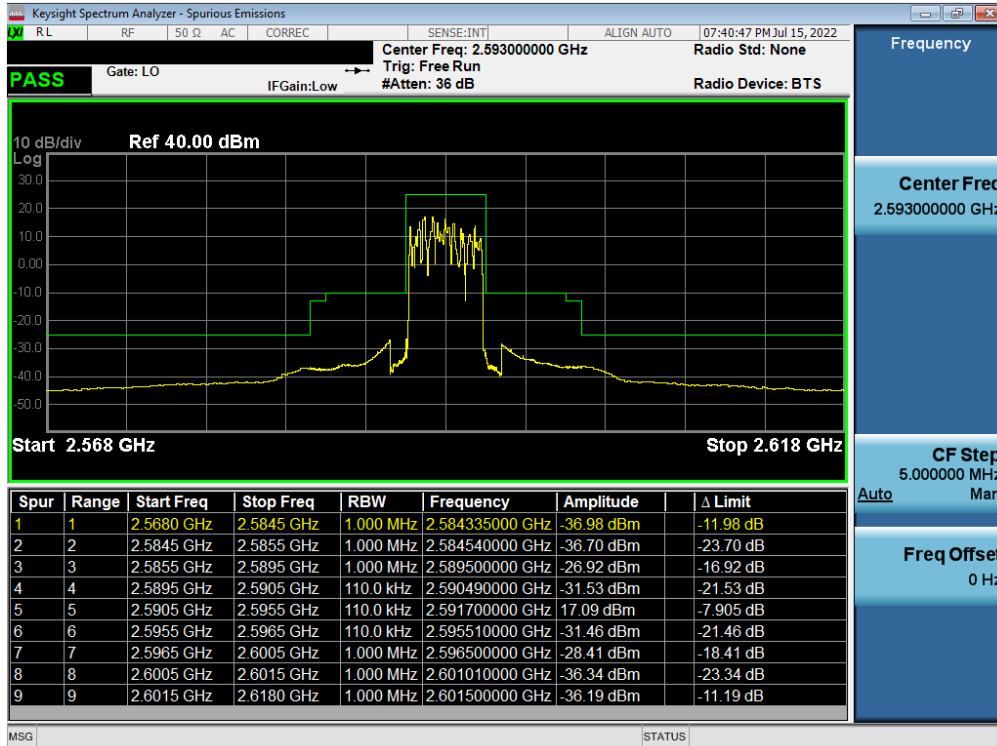 Keysight Spectrum Analyzer - Spurious Emissions
LXI RL RF 50 Ω AC CORREC SENSE:INT ALIGN AUTO 07:40:47 PM Jul 15, 2022
Center Freq: 2.593000000 GHz Radio Std: None
Trig: Free Run
PASS Gate: LO IFGain:Low #Atten: 36 dB Radio Device: BTS
10 dB/div Ref 40.00 dBm
Log
30.0
20.0
10.0
0.00
-10.0
-20.0
-30.0
-40.0
-50.0
Start 2.568 GHz Stop 2.618 GHz
Spur Range Start Freq Stop Freq RBW Frequency Amplitude Δ Limit
1 1 2.5680 GHz 2.5845 GHz 1.000 MHz 2.584335000 GHz -36.98 dBm -11.98 dB
2 2 2.5845 GHz 2.5855 GHz 1.000 MHz 2.584540000 GHz -36.70 dBm -23.70 dB
3 3 2.5855 GHz 2.5895 GHz 1.000 MHz 2.589500000 GHz -26.92 dBm -16.92 dB
4 4 2.5895 GHz 2.5905 GHz 110.0 kHz 2.590490000 GHz -31.53 dBm -21.53 dB
5 5 2.5905 GHz 2.5955 GHz 110.0 kHz 2.591700000 GHz 17.09 dBm -7.905 dB
6 6 2.5955 GHz 2.5965 GHz 110.0 kHz 2.595510000 GHz -31.46 dBm -21.46 dB
7 7 2.5965 GHz 2.6005 GHz 1.000 MHz 2.596500000 GHz -28.41 dBm -18.41 dB
8 8 2.6005 GHz 2.6015 GHz 1.000 MHz 2.601010000 GHz -36.34 dBm -23.34 dB
9 9 2.6015 GHz 2.6180 GHz 1.000 MHz 2.601500000 GHz -36.19 dBm -11.19 dB
MSG STATUS
Frequency
Center Freq
2.593000000 GHz
CF Step
5.000000 MHz
Auto Man
Freq Offset
0 Hz